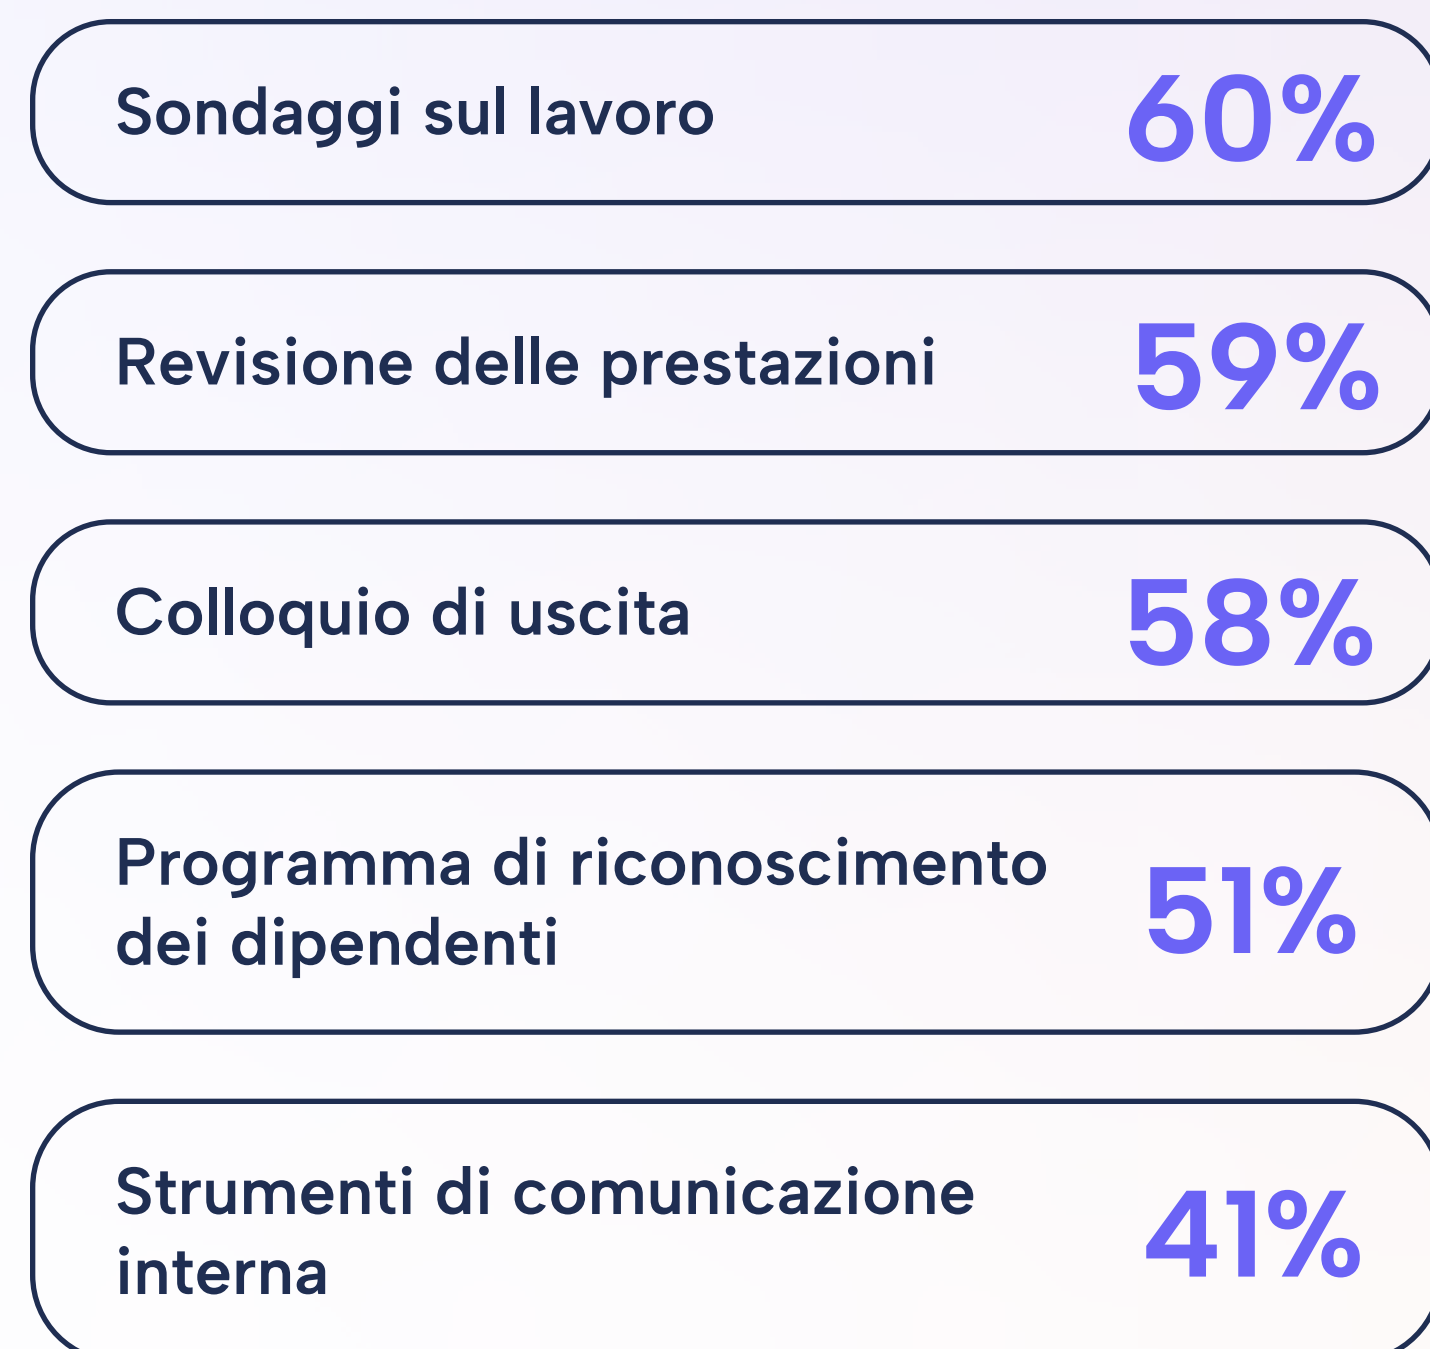 Sondaggi sul lavoro 60%
Revisione delle prestazioni 59%
Colloquio di uscita 58%
Programma di riconoscimento
dei dipendenti 51%
Strumenti di comunicazione
interna 41%